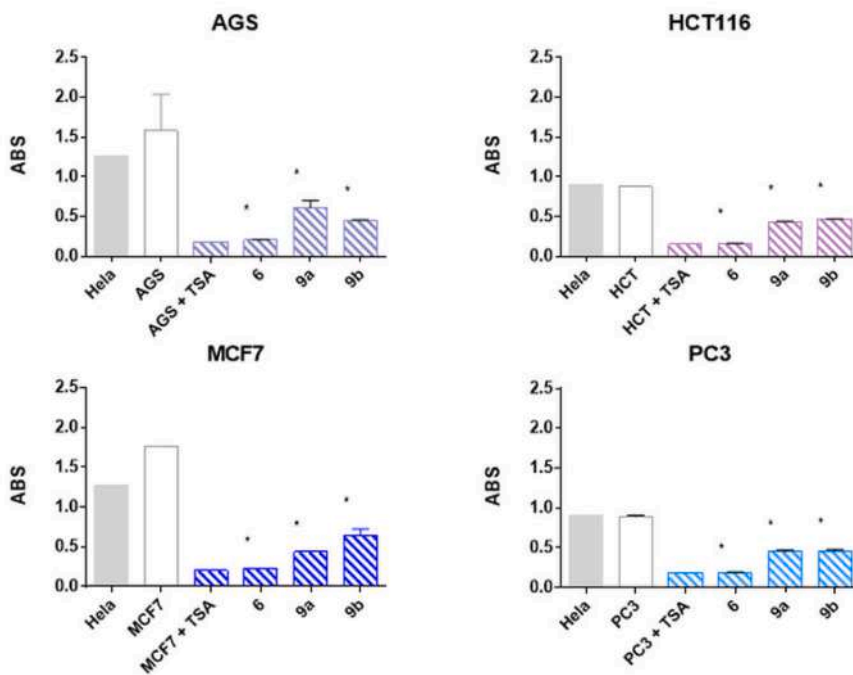 AGS
ABS
2.5
2.0
1.5
1.0
0.5
0.0
* * *
Hela AGS AGS + TSA 6 9a 9b
HCT116
ABS
2.5
2.0
1.5
1.0
0.5
0.0
* * *
Hela HCT HCT + TSA 6 9a 9b
MCF7
ABS
2.5
2.0
1.5
1.0
0.5
0.0
* * *
Hela MCF7 MCF7 + TSA 6 9a 9b
PC3
ABS
2.5
2.0
1.5
1.0
0.5
0.0
* * *
Hela PC3 PC3 + TSA 6 9a 9b